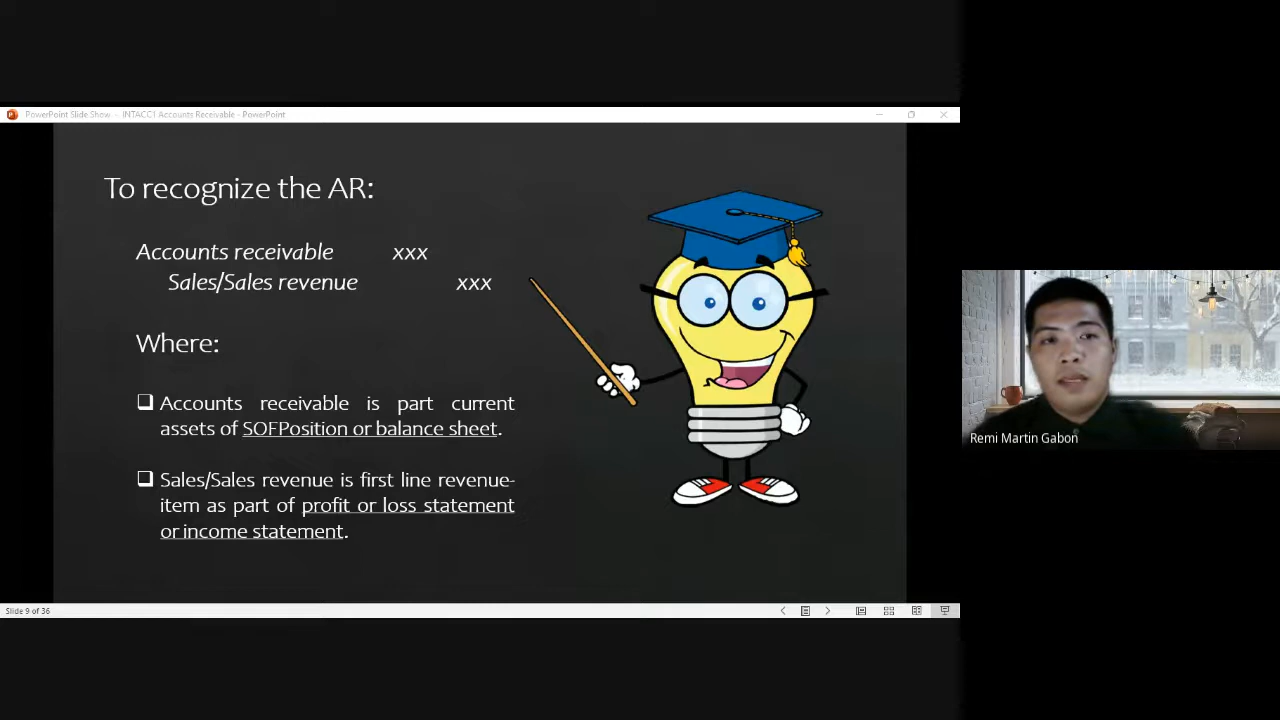 PowerPoint Slide Show - INTACC1 Accounts Receivable - PowerPoint
To recognize the AR:
Accounts receivable xxx
Sales/Sales revenue xxx
Where:
Accounts receivable is part current
assets of SOFPosition or balance sheet.
Sales/Sales revenue is first line revenue-
item as part of profit or loss statement
or income statement.
Remi Martin Gabon
Slide 9 of 36